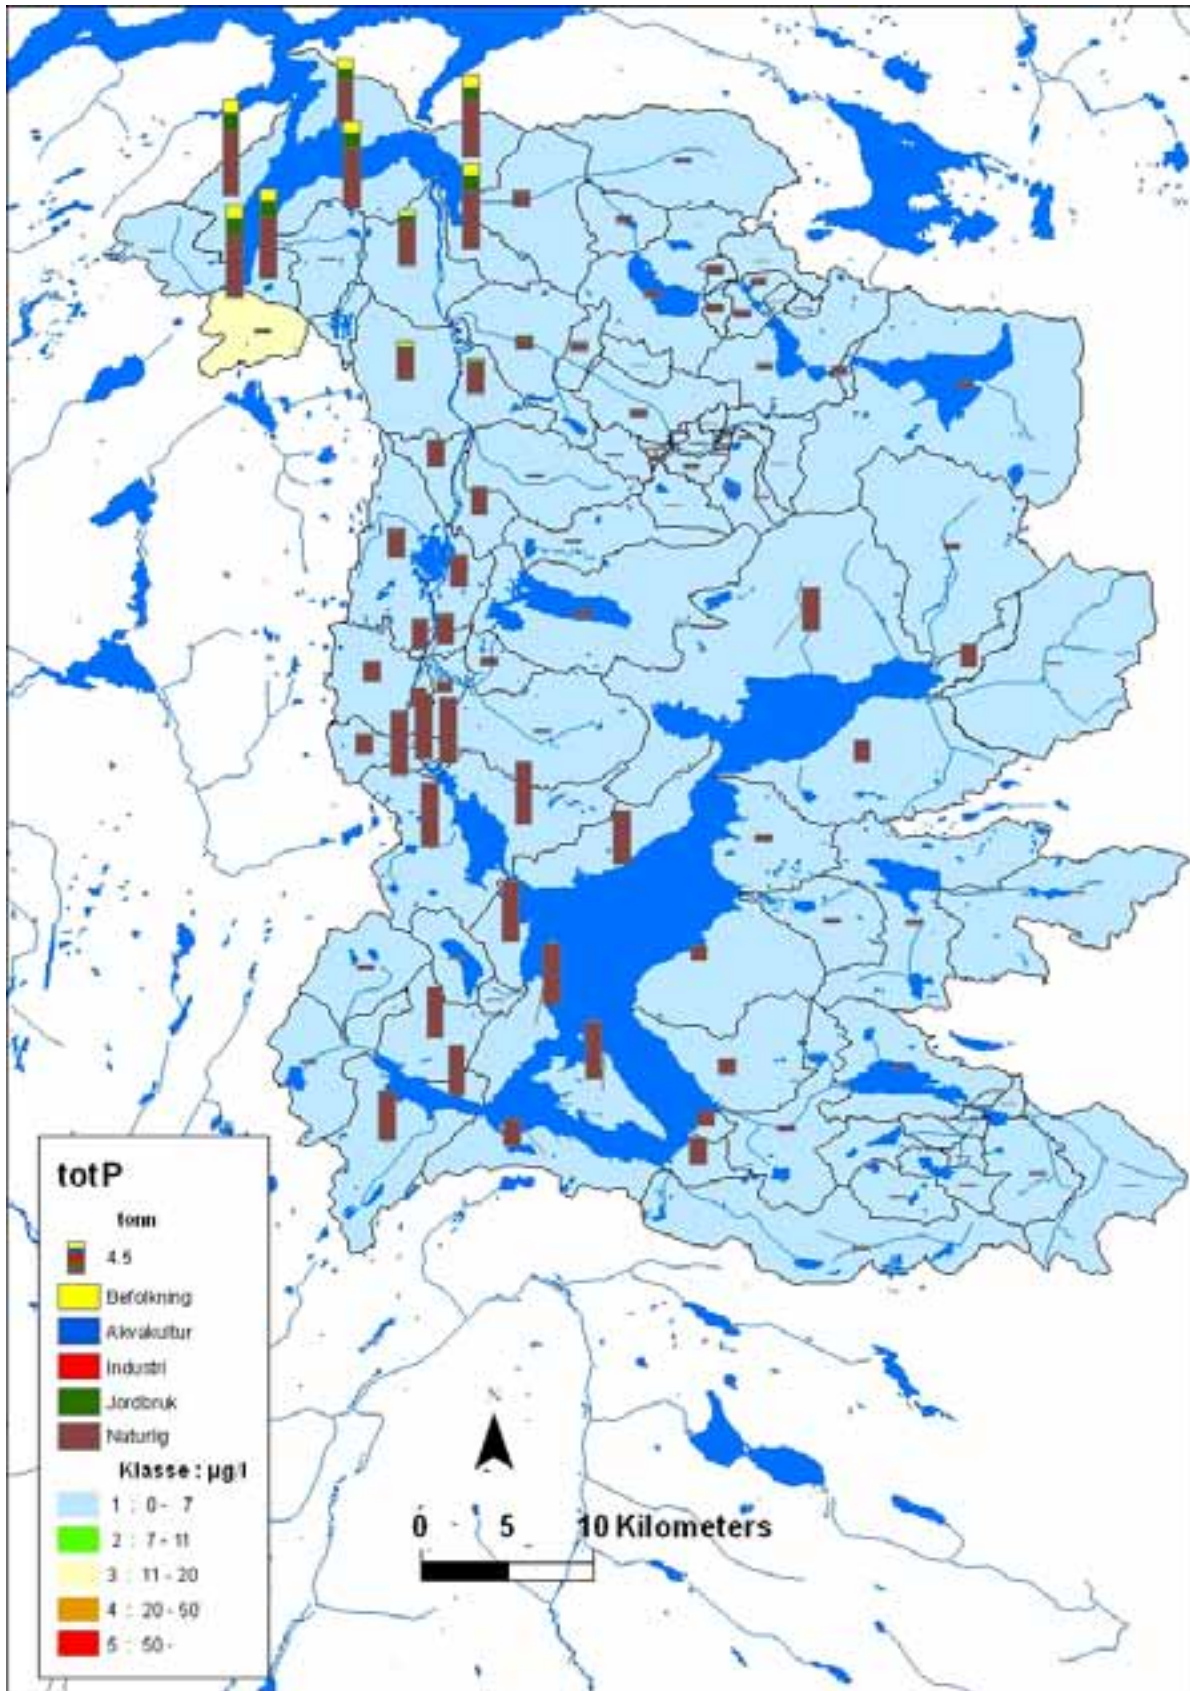 totP
tonn
4.5
Befolkning
Akvakultur
Industri
Jordbruk
Naturlig
Klasse : µg/l
1 : 0 - 7
2 : 7 - 11
3 : 11 - 20
4 : 20 - 50
5 : 50 -
N
0 5 10 Kilometers